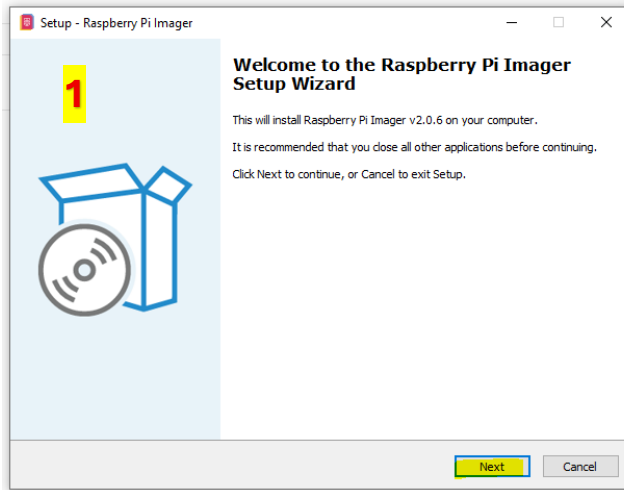 Setup - Raspberry Pi Imager
1
Welcome to the Raspberry Pi Imager
Setup Wizard
This will install Raspberry Pi Imager v2.0.6 on your computer.
It is recommended that you close all other applications before continuing.
Click Next to continue, or Cancel to exit Setup.
Next
Cancel